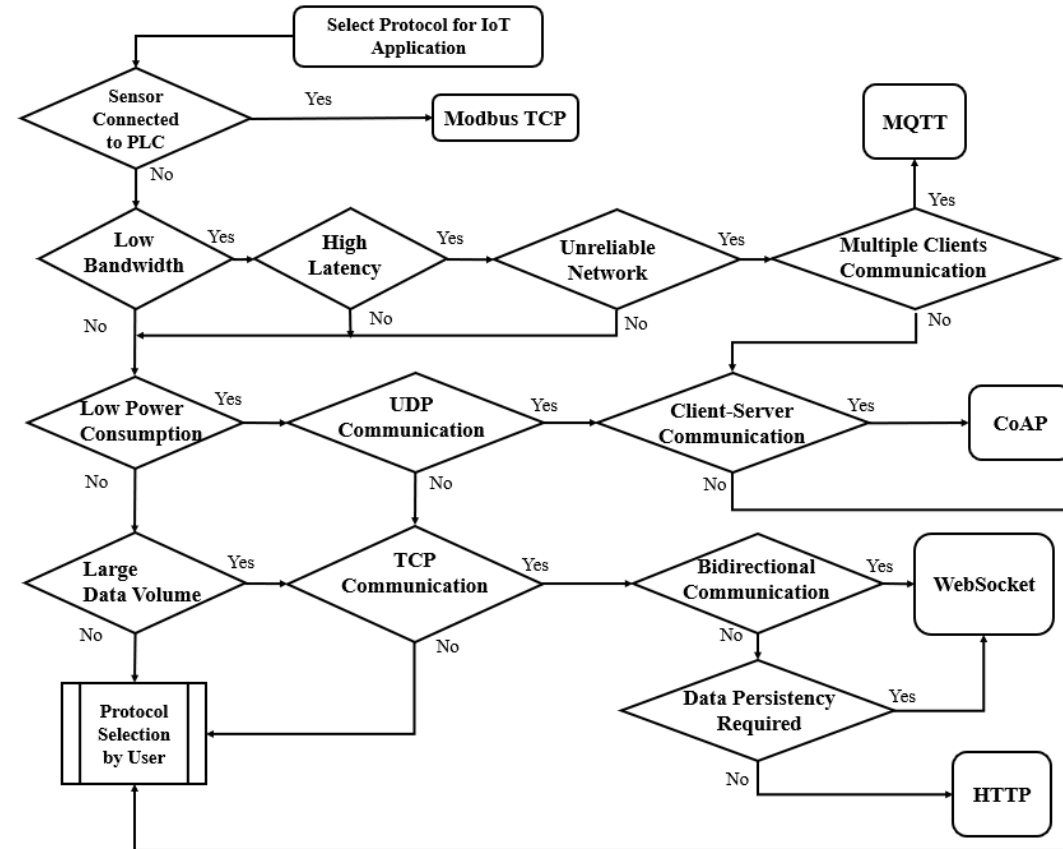 Select Protocol for IoT
Application
Sensor
Connected
to PLC
Yes
Modbus TCP
MQTT
No
Yes
Low
Bandwidth
Yes
High
Latency
Yes
Unreliable
Network
Yes
Multiple Clients
Communication
No
No
No
No
Low Power
Consumption
Yes
UDP
Communication
Yes
Client-Server
Communication
Yes
CoAP
No
No
No
Large
Data Volume
Yes
TCP
Communication
Yes
Bidirectional
Communication
Yes
WebSocket
No
No
No
Protocol
Selection
by User
Data Persistency
Required
Yes
No
HTTP